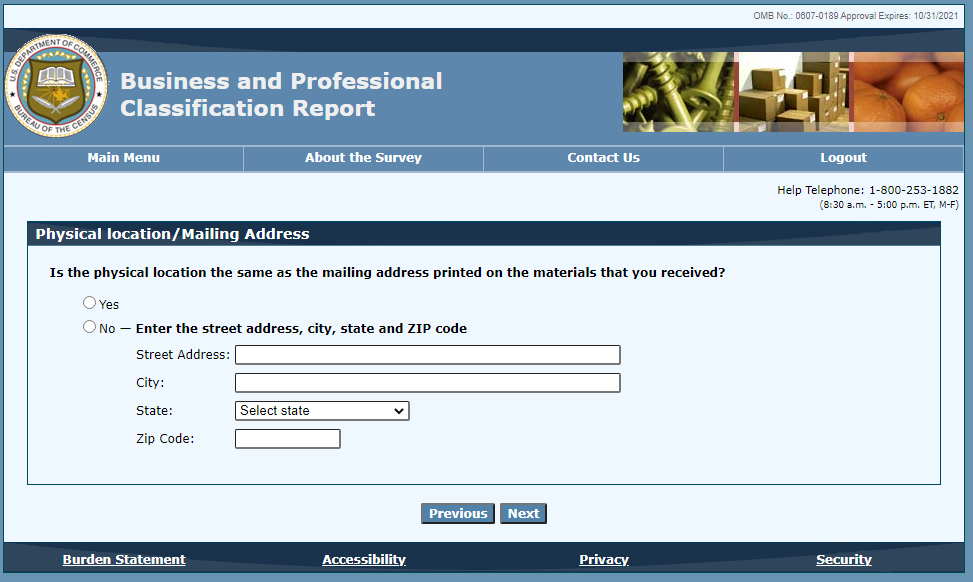 OMB No.: 0607-0189 Approval Expires: 10/31/2021
U.S. DEPARTMENT OF COMMERCE
BUREAU OF THE CENSUS
Business and Professional
Classification Report
Main Menu About the Survey Contact Us Logout
Help Telephone: 1-800-253-1882
(8:30 a.m. - 5:00 p.m. ET, M-F)
Physical location/Mailing Address
Is the physical location the same as the mailing address printed on the materials that you received?
Yes
No — Enter the street address, city, state and ZIP code
Street Address:
City:
State: Select state
Zip Code:
Previous Next
Burden Statement Accessibility Privacy Security